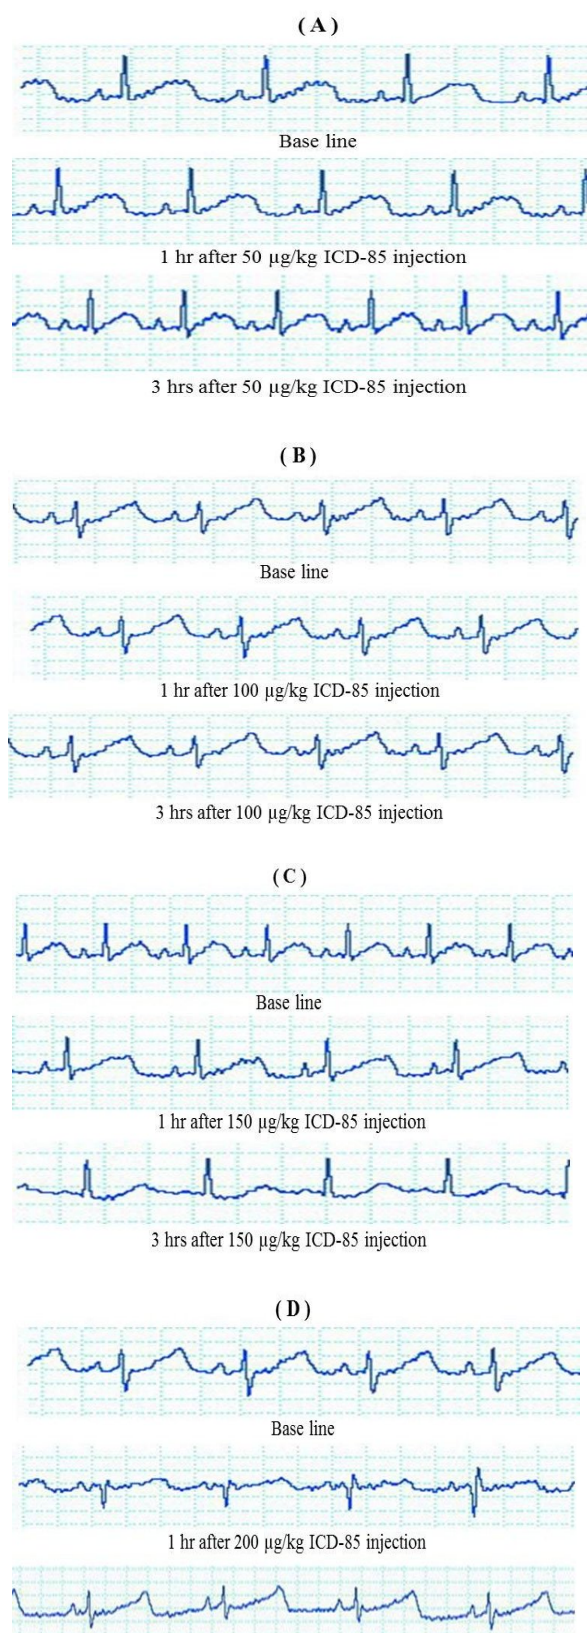 ( A )
Base line
1 hr after 50 µg/kg ICD-85 injection
3 hrs after 50 µg/kg ICD-85 injection
( B )
Base line
1 hr after 100 µg/kg ICD-85 injection
3 hrs after 100 µg/kg ICD-85 injection
( C )
Base line
1 hr after 150 µg/kg ICD-85 injection
3 hrs after 150 µg/kg ICD-85 injection
( D )
Base line
1 hr after 200 µg/kg ICD-85 injection